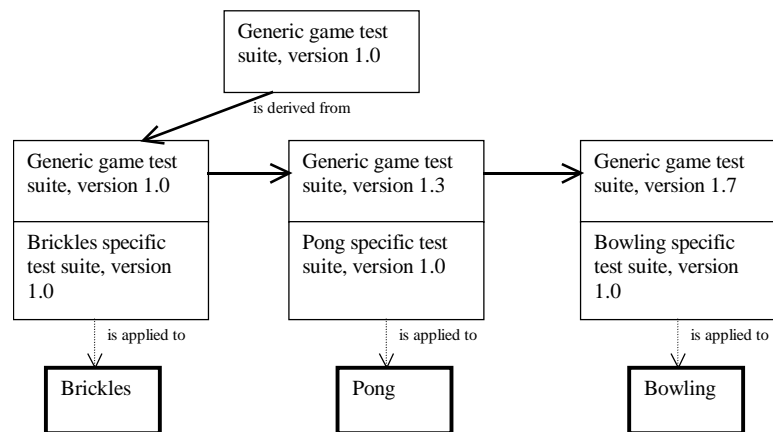 Generic game test
suite, version 1.0
is derived from
Generic game test
suite, version 1.0
Generic game test
suite, version 1.3
Generic game test
suite, version 1.7
Brickles specific
test suite, version
1.0
Pong specific test
suite, version 1.0
Bowling specific
test suite, version
1.0
is applied to
is applied to
is applied to
Brickles
Pong
Bowling